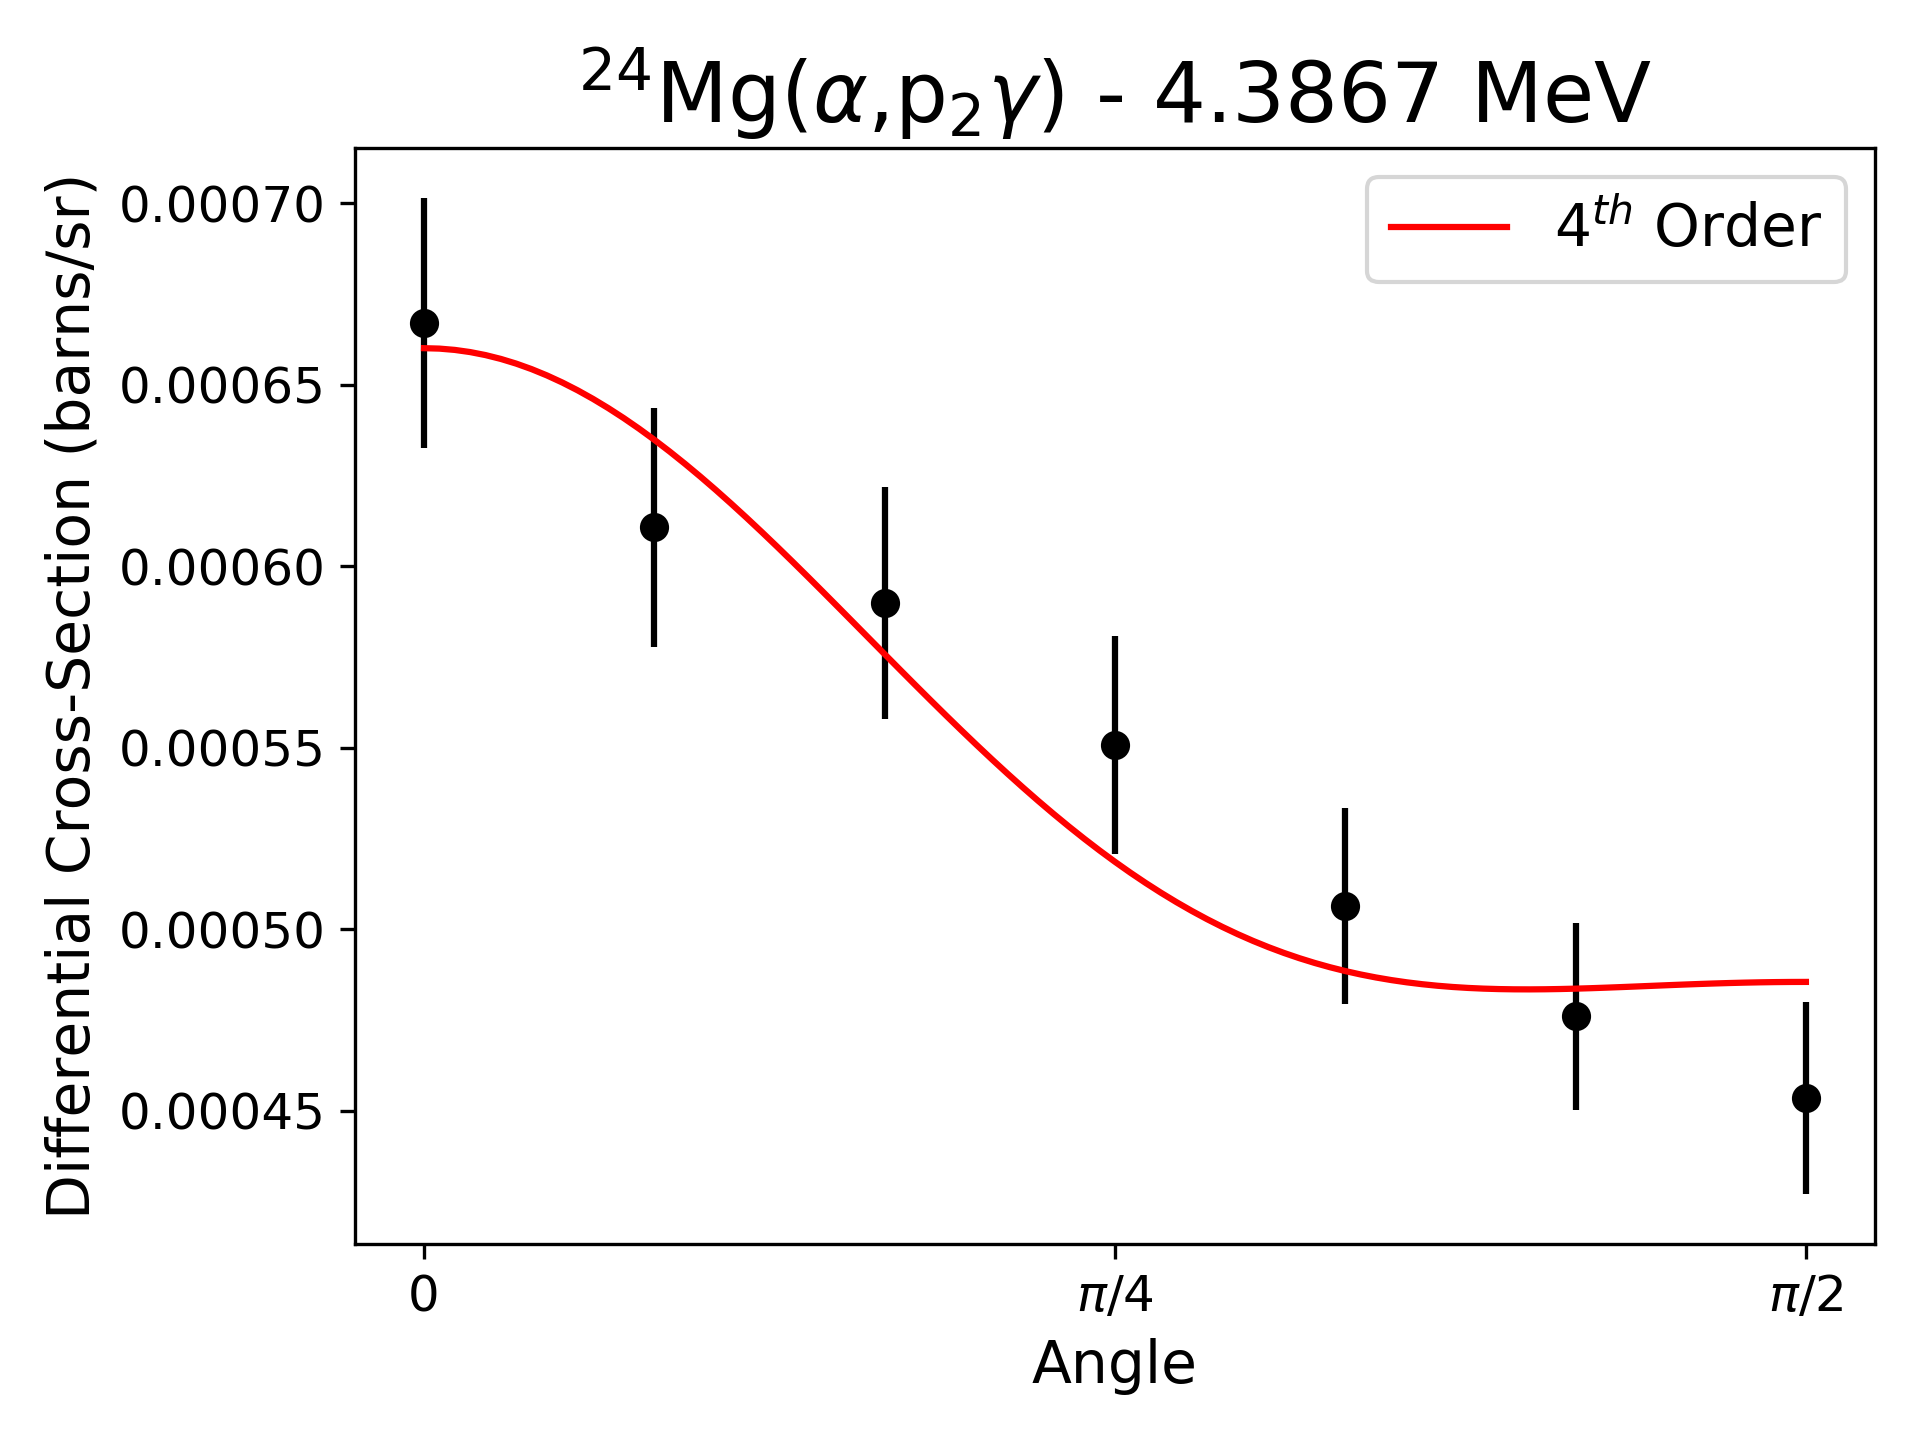 ²⁴Mg(α,p₂γ) - 4.3867 MeV
4ᵗʰ Order
Differential Cross-Section (barns/sr)
0.00070
0.00065
0.00060
0.00055
0.00050
0.00045
0 π/4 π/2
Angle